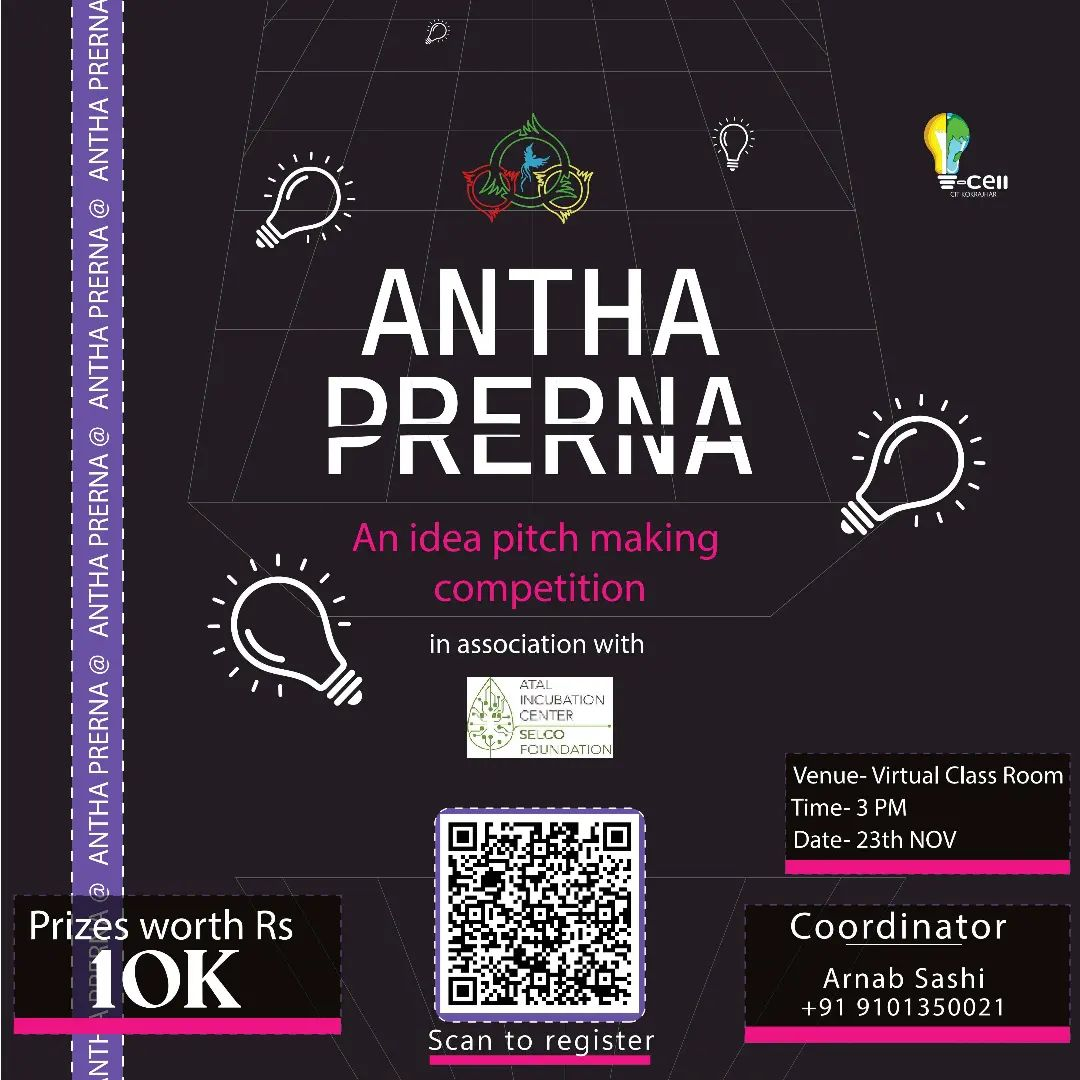 ANTHA PRERNA @ ANTHA PRERNA @ ANTHA PRERNA @ ANTHA PRERNA @ ANTHA PRERNA @ ANTHA PRERNA
-cell
CIT KOKRAJHAR
ANTHA
PRERNA
An idea pitch making
competition
in association with
ATAL
INCUBATION
CENTER
SELCO
FOUNDATION
Venue- Virtual Class Room
Time- 3 PM
Date- 23th NOV
Prizes worth Rs
10K
Scan to register
Coordinator
Arnab Sashi
+91 9101350021